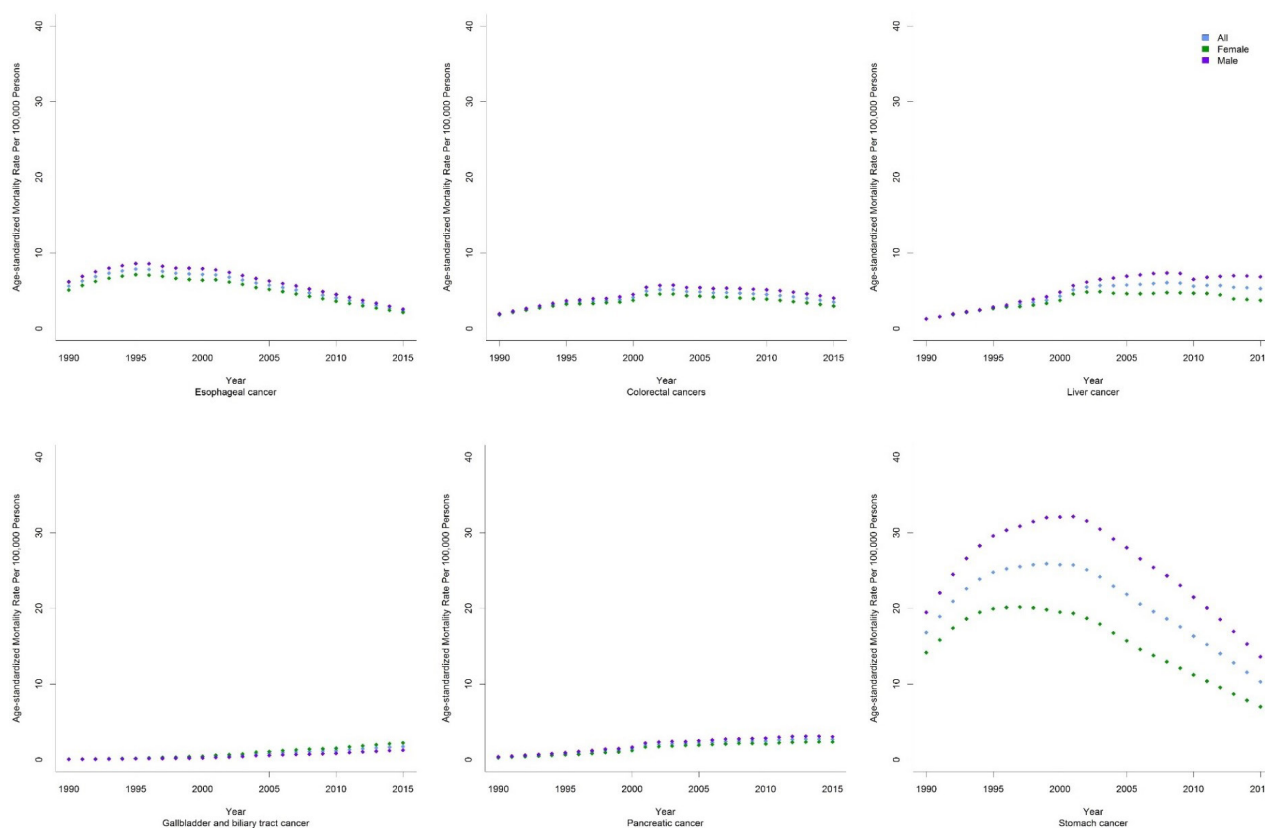 Age-standardized Mortality Rate Per 100,000 Persons
40
30
20
10
0
1990 1995 2000 2005 2010 2015
Year
Esophageal cancer
Age-standardized Mortality Rate Per 100,000 Persons
40
30
20
10
0
1990 1995 2000 2005 2010 2015
Year
Colorectal cancers
Age-standardized Mortality Rate Per 100,000 Persons
40
30
20
10
0
All
Female
Male
1990 1995 2000 2005 2010 201
Year
Liver cancer
Age-standardized Mortality Rate Per 100,000 Persons
40
30
20
10
0
1990 1995 2000 2005 2010 2015
Year
Gallbladder and biliary tract cancer
Age-standardized Mortality Rate Per 100,000 Persons
40
30
20
10
0
1990 1995 2000 2005 2010 2015
Year
Pancreatic cancer
Age-standardized Mortality Rate Per 100,000 Persons
40
30
20
10
0
1990 1995 2000 2005 2010 201
Year
Stomach cancer